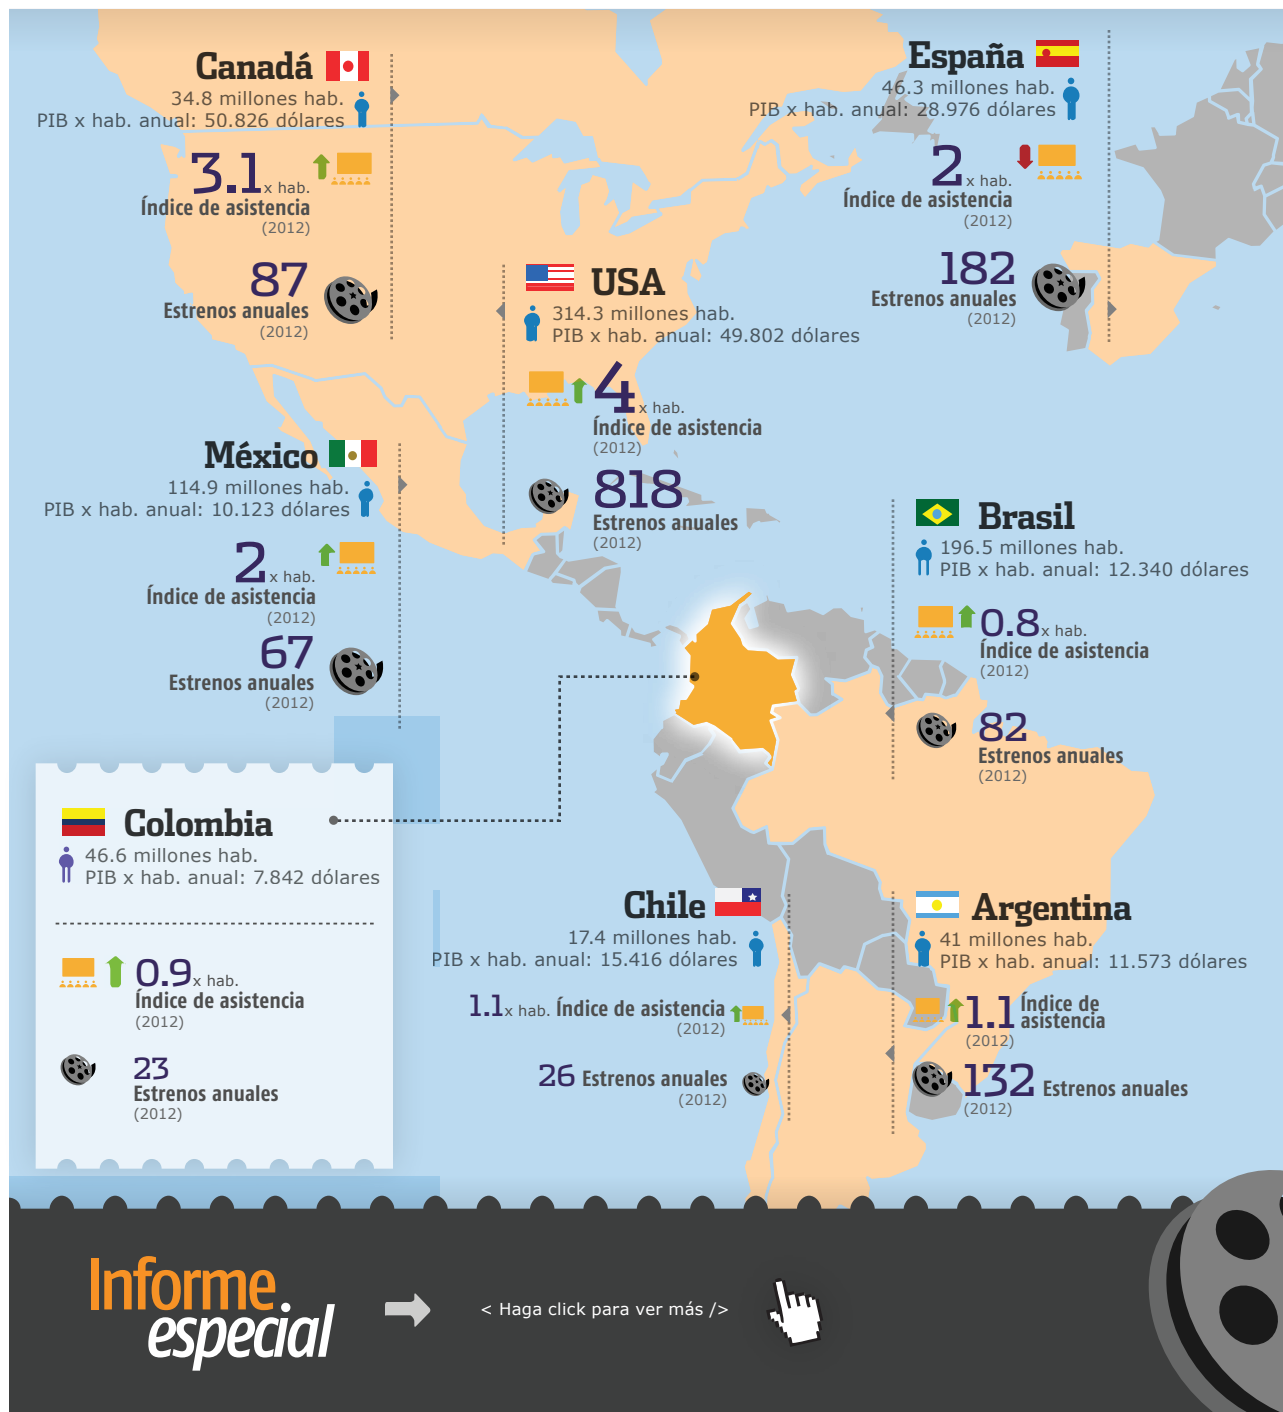 Canadá
34.8 millones hab.
PIB x hab. anual: 50.826 dólares
3.1 x hab.
Índice de asistencia
(2012)
87
Estrenos anuales
(2012)
España
46.3 millones hab.
PIB x hab. anual: 28.976 dólares
2 x hab.
Índice de asistencia
(2012)
182
Estrenos anuales
(2012)
USA
314.3 millones hab.
PIB x hab. anual: 49.802 dólares
4 x hab.
Índice de asistencia
(2012)
818
Estrenos anuales
(2012)
México
114.9 millones hab.
PIB x hab. anual: 10.123 dólares
2 x hab.
Índice de asistencia
(2012)
67
Estrenos anuales
(2012)
Brasil
196.5 millones hab.
PIB x hab. anual: 12.340 dólares
0.8 x hab.
Índice de asistencia
(2012)
82
Estrenos anuales
(2012)
Colombia
46.6 millones hab.
PIB x hab. anual: 7.842 dólares
0.9 x hab.
Índice de asistencia
(2012)
23
Estrenos anuales
(2012)
Chile
17.4 millones hab.
PIB x hab. anual: 15.416 dólares
1.1 x hab. Índice de asistencia
(2012)
26 Estrenos anuales
(2012)
Argentina
41 millones hab.
PIB x hab. anual: 11.573 dólares
1.1 Índice de
asistencia
(2012)
132 Estrenos anuales
(2012)
Informe
especial
< Haga click para ver más />